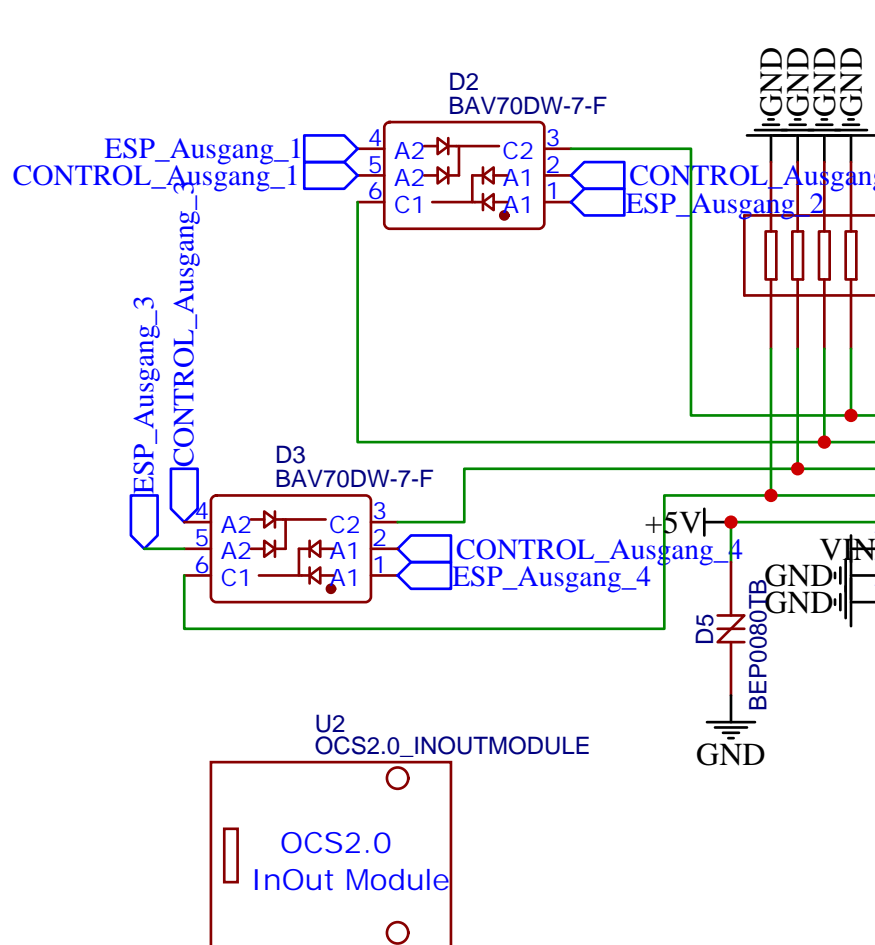 GND GND GND GND
D2
BAV70DW-7-F
ESP_Ausgang_1 4 A2 C2 3
CONTROL_Ausgang_1 5 A2 A1 2 CONTROL_Ausgang
6 C1 A1 1 ESP_Ausgang_2
ESP_Ausgang_3
CONTROL_Ausgang_3
D3
BAV70DW-7-F
4 A2 C2 3
5 A2 A1 2 CONTROL_Ausgang_4
6 C1 A1 1 ESP_Ausgang_4
+5V
VIN
GND
GND
D5
BEP0080TB
GND
U2
OCS2.0_INOUTMODULE
OCS2.0
InOut Module